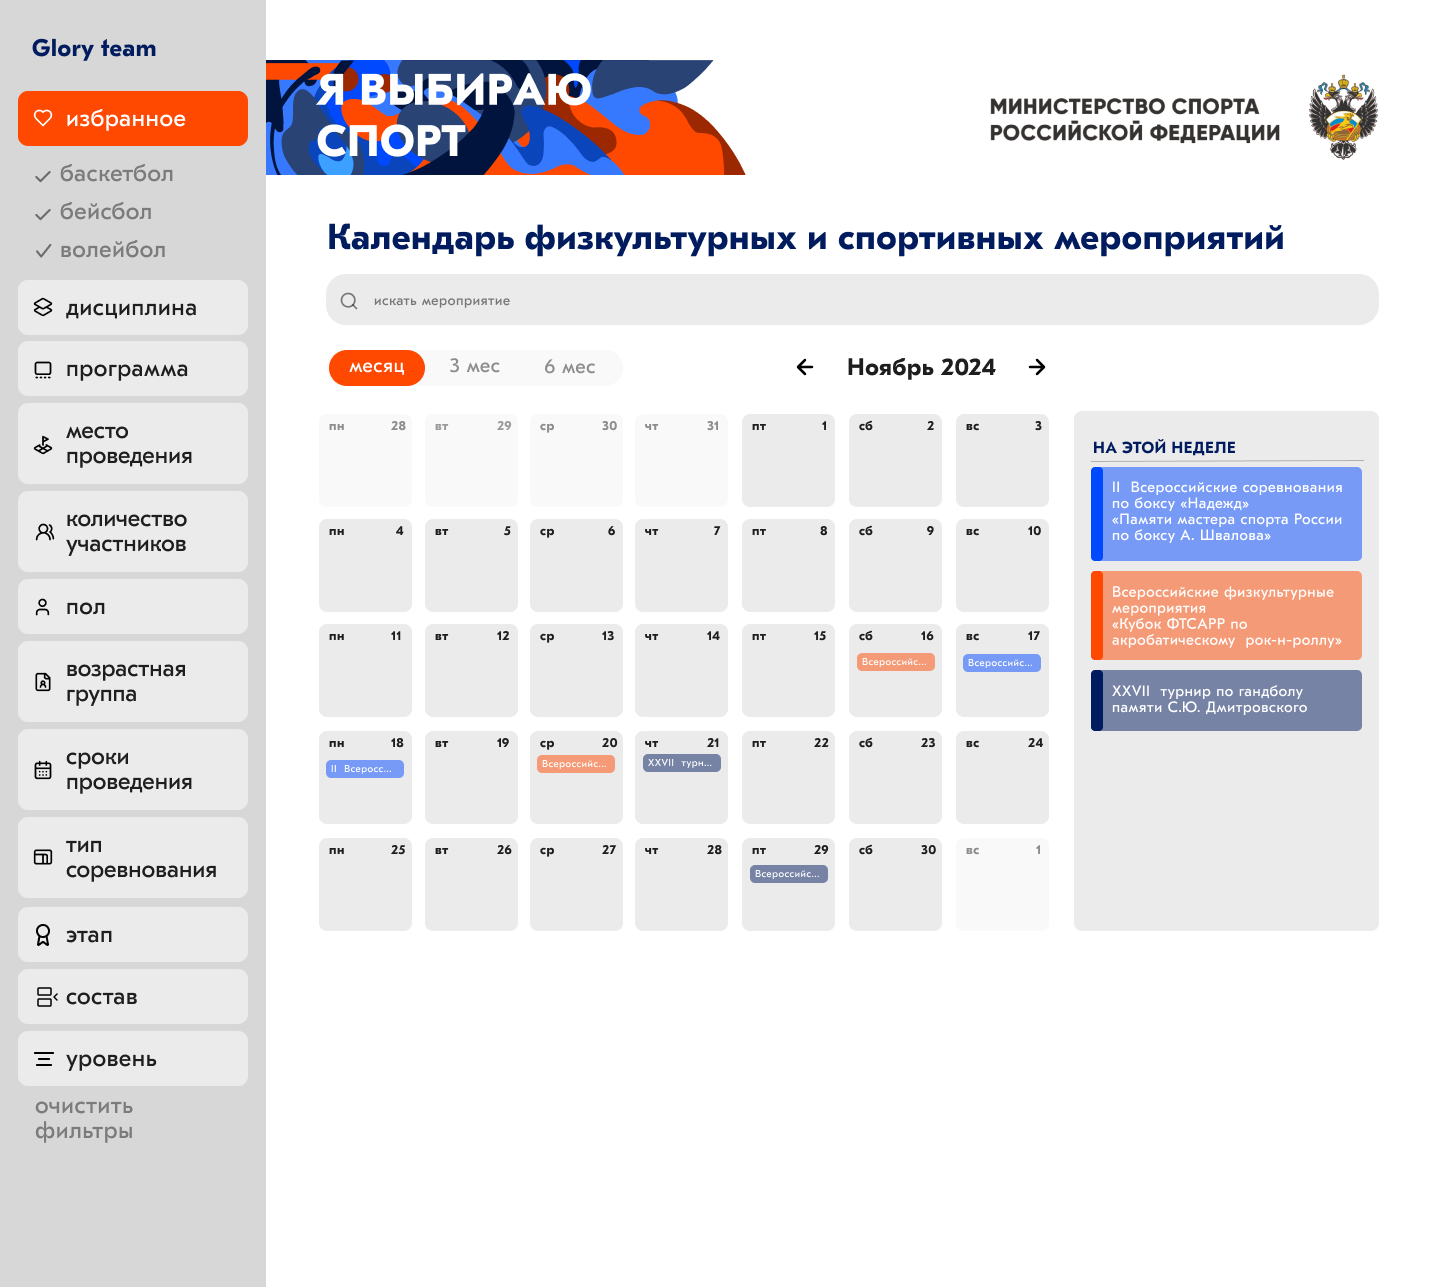 Glory team
избранное
баскетбол
бейсбол
волейбол
дисциплина
программа
место
проведения
количество
участников
пол
возрастная
группа
сроки
проведения
тип
соревнования
этап
состав
уровень
очистить
фильтры
Я ВЫБИРАЮ
СПОРТ
МИНИСТЕРСТВО СПОРТА
РОССИЙСКОЙ ФЕДЕРАЦИИ
Календарь физкультурных и спортивных мероприятий
искать мероприятие
месяц 3 мес 6 мес
Ноябрь 2024
пн 28 вт 29 ср 30 чт 31 пт 1 сб 2 вс 3
пн 4 вт 5 ср 6 чт 7 пт 8 сб 9 вс 10
пн 11 вт 12 ср 13 чт 14 пт 15 сб 16 вс 17
Всероссийс... Всероссийс...
пн 18 вт 19 ср 20 чт 21 пт 22 сб 23 вс 24
II Всеросс... Всероссийс... XXVII турн...
пн 25 вт 26 ср 27 чт 28 пт 29 сб 30 вс 1
Всероссийс...
НА ЭТОЙ НЕДЕЛЕ
II Всероссийские соревнования
по боксу «Надежд»
«Памяти мастера спорта России
по боксу А. Швалова»
Всероссийские физкультурные
мероприятия
«Кубок ФТСАРР по
акробатическому рок-н-роллу»
XXVII турнир по гандболу
памяти С.Ю. Дмитровского